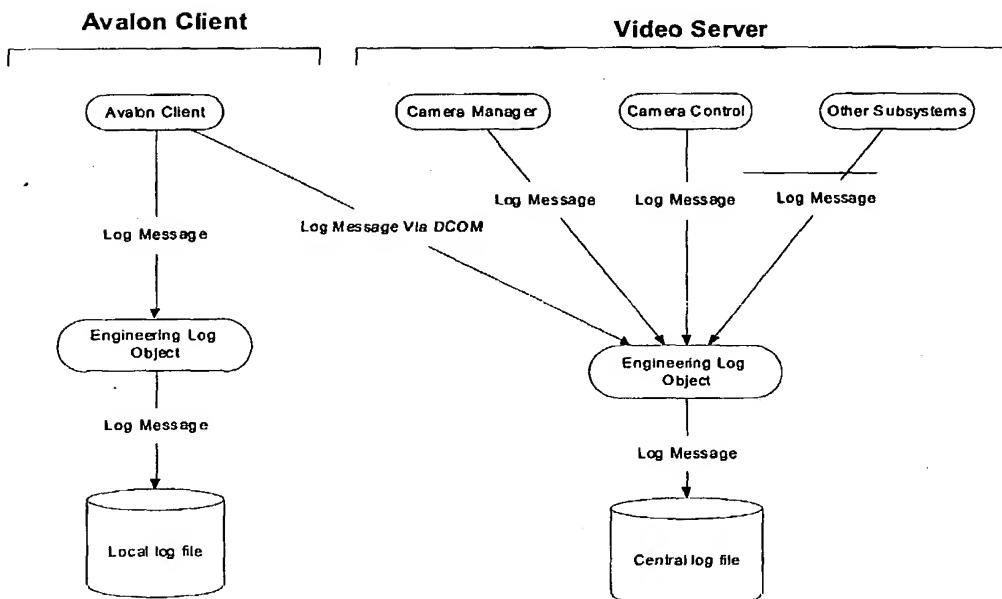 Avalon Client
Video Server
Avalon Client
Camera Manager
Camera Control
Other Subsystems
Log Message
Log Message Via DCOM
Log Message
Log Message
Log Message
Engineering Log
Object
Engineering Log
Object
Log Message
Log Message
Local log file
Central log file